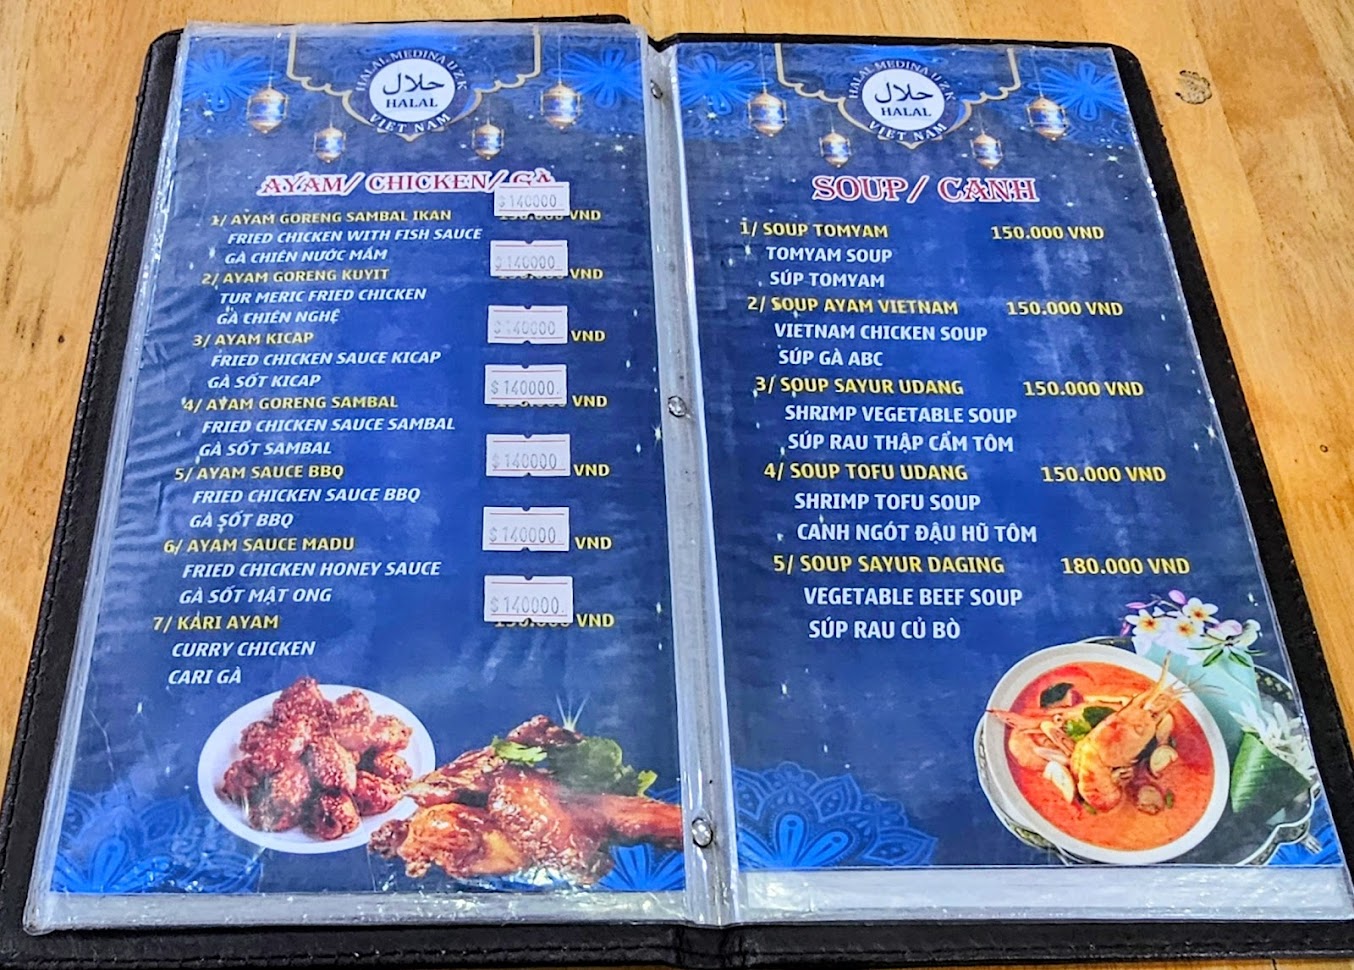 HALAL MEDINA U.Z.K
حلال
HALAL
VIET NAM
AYAM/ CHICKEN/ GÀ
1/ AYAM GORENG SAMBAL IKAN $140000. VND
FRIED CHICKEN WITH FISH SAUCE
GÀ CHIÊN NƯỚC MẮM
2/ AYAM GORENG KUYIT $140000. VND
TUR MERIC FRIED CHICKEN
GÀ CHIÊN NGHỆ
3/ AYAM KICAP $140000. VND
FRIED CHICKEN SAUCE KICAP
GÀ SỐT KICAP
4/ AYAM GORENG SAMBAL $140000. VND
FRIED CHICKEN SAUCE SAMBAL
GÀ SỐT SAMBAL
5/ AYAM SAUCE BBQ $140000. VND
FRIED CHICKEN SAUCE BBQ
GÀ SỐT BBQ
6/ AYAM SAUCE MADU $140000. VND
FRIED CHICKEN HONEY SAUCE
GÀ SỐT MẬT ONG
7/ KARI AYAM $140000. VND
CURRY CHICKEN
CARI GÀ
HALAL MEDINA U.Z.K
حلال
HALAL
VIET NAM
SOUP/ CANH
1/ SOUP TOMYAM 150.000 VND
TOMYAM SOUP
SÚP TOMYAM
2/ SOUP AYAM VIETNAM 150.000 VND
VIETNAM CHICKEN SOUP
SÚP GÀ ABC
3/ SOUP SAYUR UDANG 150.000 VND
SHRIMP VEGETABLE SOUP
SÚP RAU THẬP CẨM TÔM
4/ SOUP TOFU UDANG 150.000 VND
SHRIMP TOFU SOUP
CANH NGÓT ĐẬU HŨ TÔM
5/ SOUP SAYUR DAGING 180.000 VND
VEGETABLE BEEF SOUP
SÚP RAU CỦ BÒ